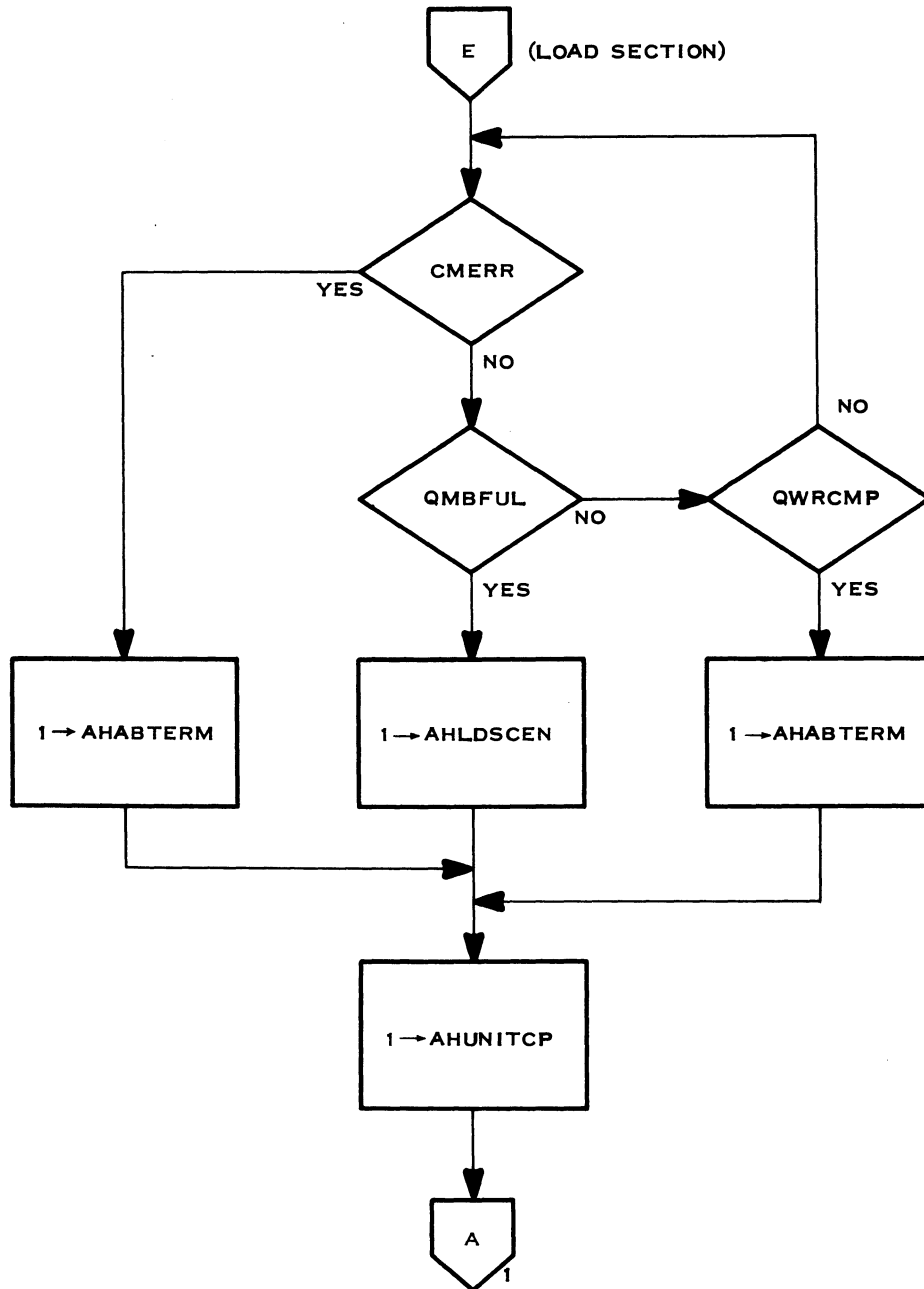 E (LOAD SECTION)
CMERR
YES
NO
NO
QMBFUL
NO
QWRCMP
YES
YES
1 → AHABTERM
1 → AHLDSCEN
1 → AHABTERM
1 → AHUNITCP
A
1